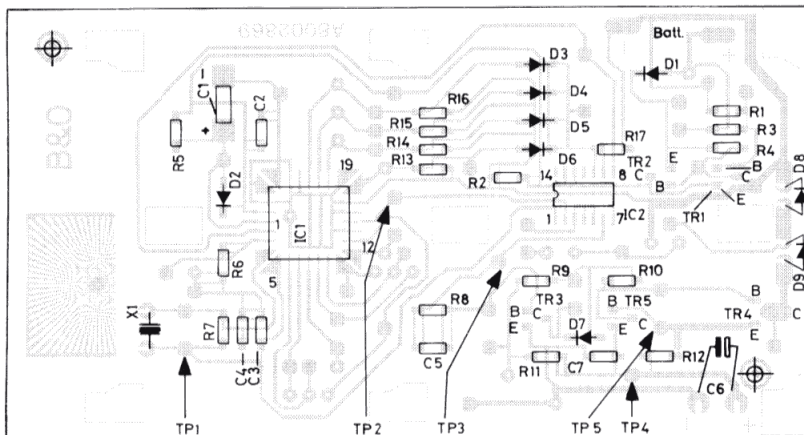 A8002869
Batt.
D3
D1
C1
-
+
C2
R5
B&O
D4
D5
D6
R16
R15
R14
R13
R17
R1
R3
R4
TR2
E
C
B
B
C
E
TR1
D8
D2
19
14
8
R2
1
IC1
12
5
1
7
IC2
D9
R6
R8
R9
R10
TR3
B
C
E
B
TR5
E
C
B
TR4
C
E
X1
R7
C4
C3
C5
D7
R11
C7
R12
C6
TP1
TP2
TP3
TP5
TP4